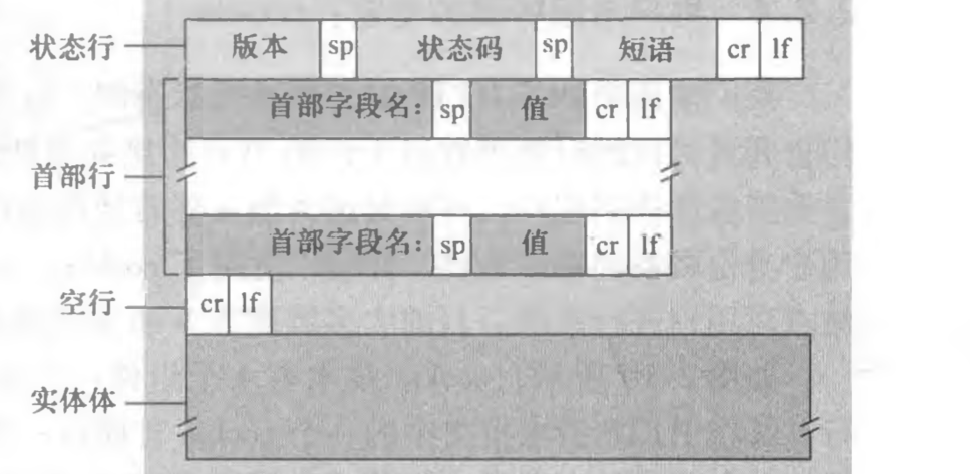 状态行 版本 sp 状态码 sp 短语 cr lf
首部字段名: sp 值 cr lf
首部行
首部字段名: sp 值 cr lf
空行 cr lf
实体体